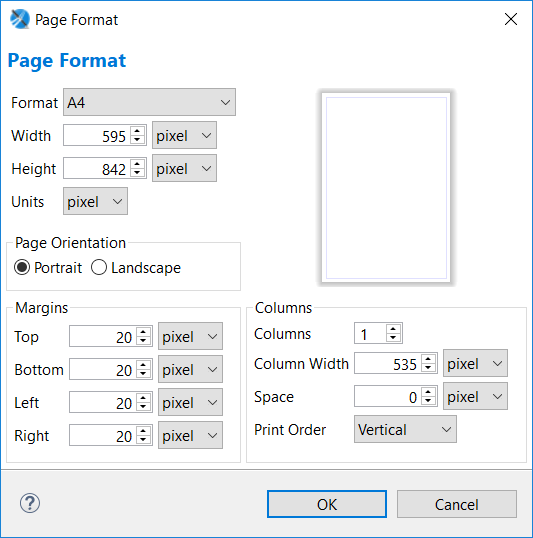 Page Format
Page Format
Format A4
Width 595 pixel
Height 842 pixel
Units pixel
Page Orientation
Portrait Landscape
Margins
Top 20 pixel
Bottom 20 pixel
Left 20 pixel
Right 20 pixel
Columns
Columns 1
Column Width 535 pixel
Space 0 pixel
Print Order Vertical
?
OK Cancel